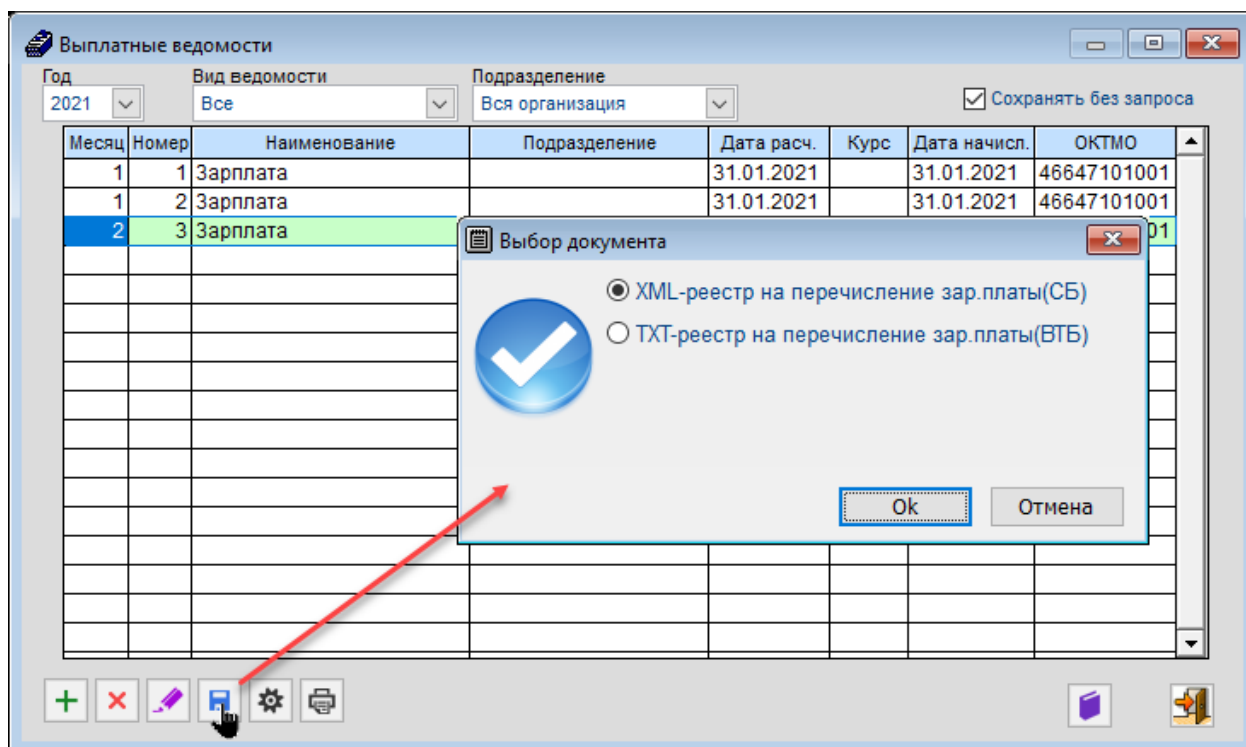 Выплатные ведомости
Год Вид ведомости Подразделение
2021 Все Вся организация Сохранять без запроса
Месяц Номер Наименование Подразделение Дата расч. Курс Дата начисл. ОКТМО
1 1 Зарплата 31.01.2021 31.01.2021 46647101001
1 2 Зарплата 31.01.2021 31.01.2021 46647101001
2 3 Зарплата 01
Выбор документа
XML-реестр на перечисление зар.платы(СБ)
TXT-реестр на перечисление зар.платы(ВТБ)
Ok Отмена